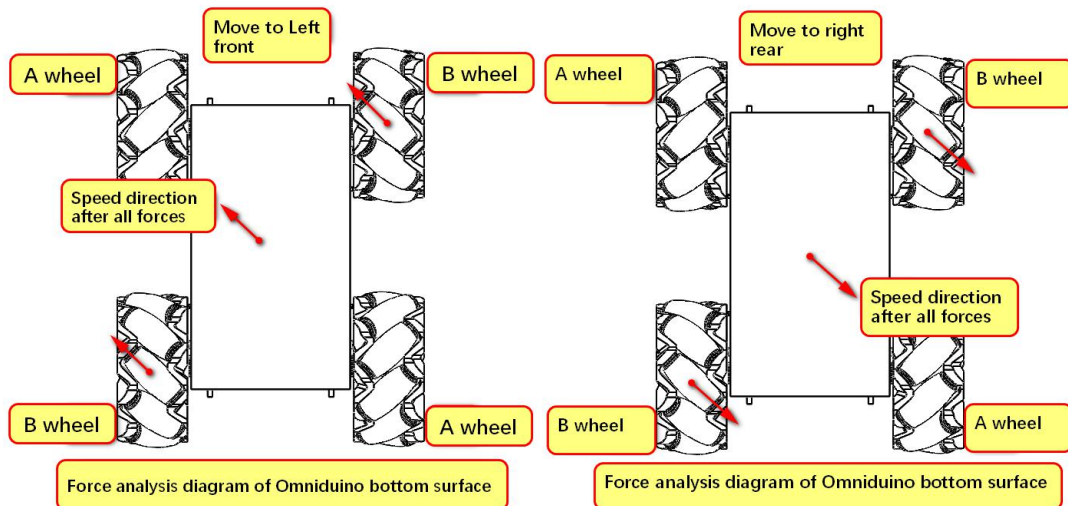 Move to Left
front
A wheel
B wheel
Speed direction
after all forces
B wheel
A wheel
Force analysis diagram of Omniduino bottom surface
Move to right
rear
A wheel
B wheel
Speed direction
after all forces
B wheel
A wheel
Force analysis diagram of Omniduino bottom surface